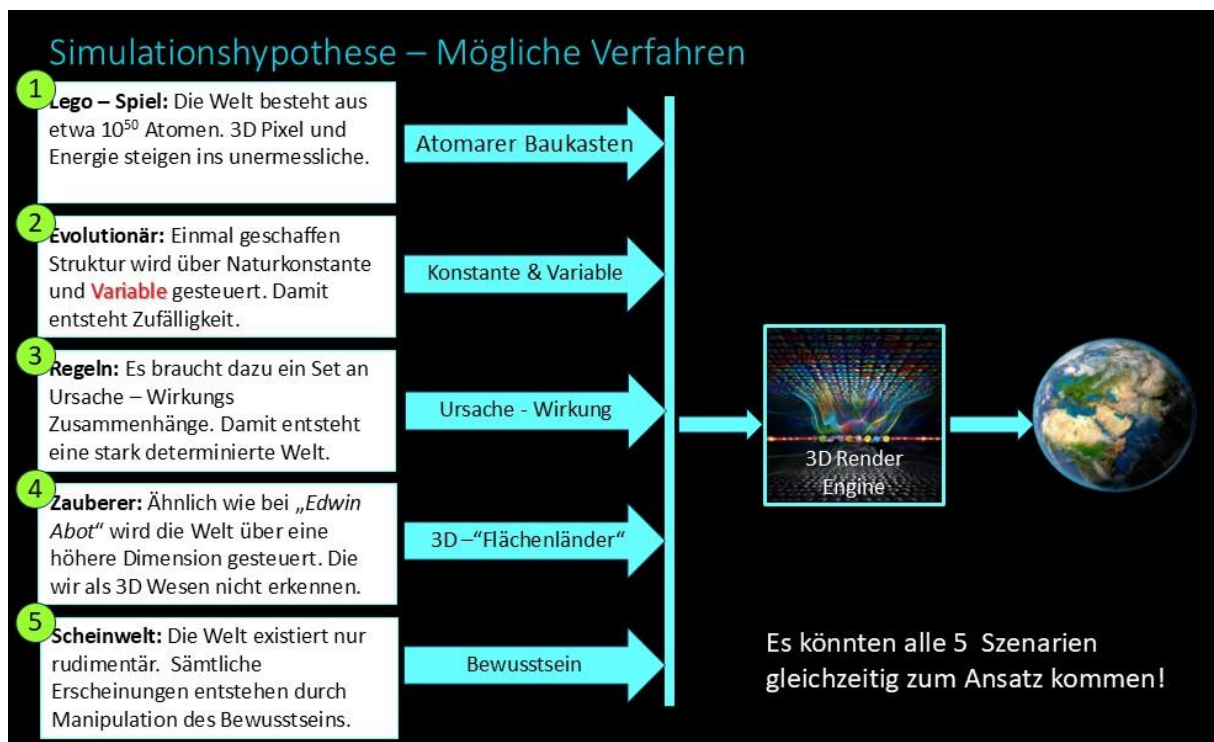 Simulationshypothese – Mögliche Verfahren
1
Lego – Spiel: Die Welt besteht aus
etwa 10⁵⁰ Atomen. 3D Pixel und
Energie steigen ins unermessliche.
Atomarer Baukasten
2
Evolutionär: Einmal geschaffen
Struktur wird über Naturkonstante
und Variable gesteuert. Damit
entsteht Zufälligkeit.
Konstante & Variable
3
Regeln: Es braucht dazu ein Set an
Ursache – Wirkungs
Zusammenhänge. Damit entsteht
eine stark determinierte Welt.
Ursache - Wirkung
4
Zauberer: Ähnlich wie bei „Edwin
Abot“ wird die Welt über eine
höhere Dimension gesteuert. Die
wir als 3D Wesen nicht erkennen.
3D –“Flächenländer“
5
Scheinwelt: Die Welt existiert nur
rudimentär. Sämtliche
Erscheinungen entstehen durch
Manipulation des Bewusstseins.
Bewusstsein
3D Render
Engine
Es könnten alle 5 Szenarien
gleichzeitig zum Ansatz kommen!